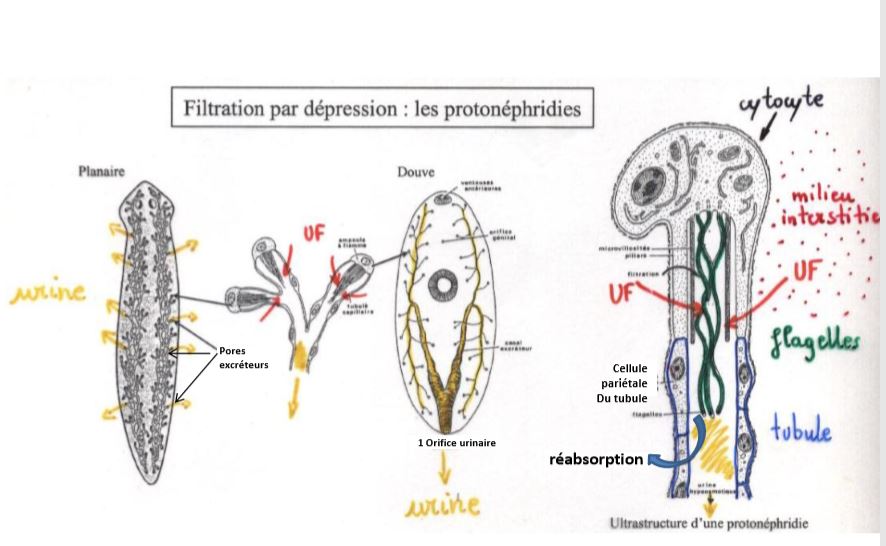 Filtration par dépression : les protonéphridies
cytocyte
Planaire
Douve
ventouses
antérieures
milieu
interstitie
UF
ampoule
à flamme
orifice
génital
microvillosités
piliers
filtration
UF
UF
urine
tubule
capillaire
flagelles
Pores
excréteurs
canal
excréteur
Cellule
pariétale
Du tubule
flagelles
tubule
1 Orifice urinaire
réabsorption
urine
hypoosmotique
urine
Ultrastructure d'une protonéphridie